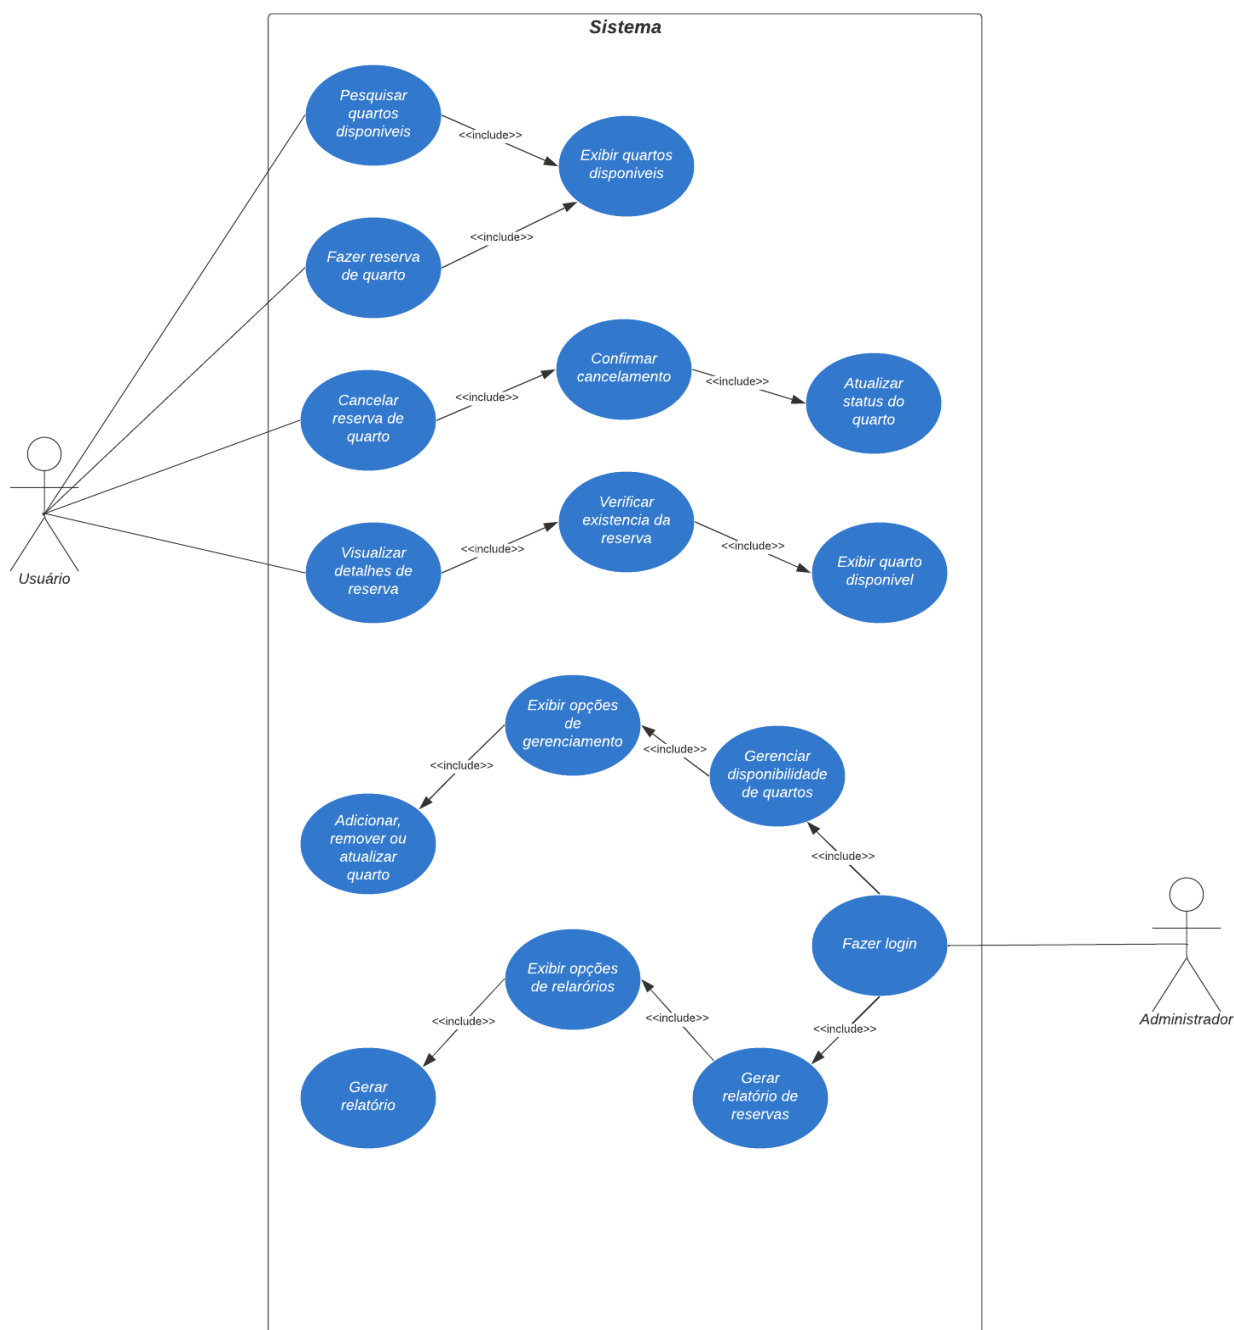 Sistema
Pesquisar
quartos
disponiveis
<<include>>
Exibir quartos
disponiveis
Fazer reserva
de quarto
<<include>>
Cancelar
reserva de
quarto
<<include>>
Confirmar
cancelamento
<<include>>
Atualizar
status do
quarto
Visualizar
detalhes de
reserva
<<include>>
Verificar
existencia da
reserva
<<include>>
Exibir quarto
disponivel
Usuário
Exibir opções
de
gerenciamento
<<include>>
Gerenciar
disponibilidade
de quartos
<<include>>
Adicionar,
remover ou
atualizar
quarto
<<include>>
Fazer login
Administrador
Exibir opções
de relarórios
<<include>>
<<include>>
<<include>>
Gerar
relatório
Gerar
relatório de
reservas